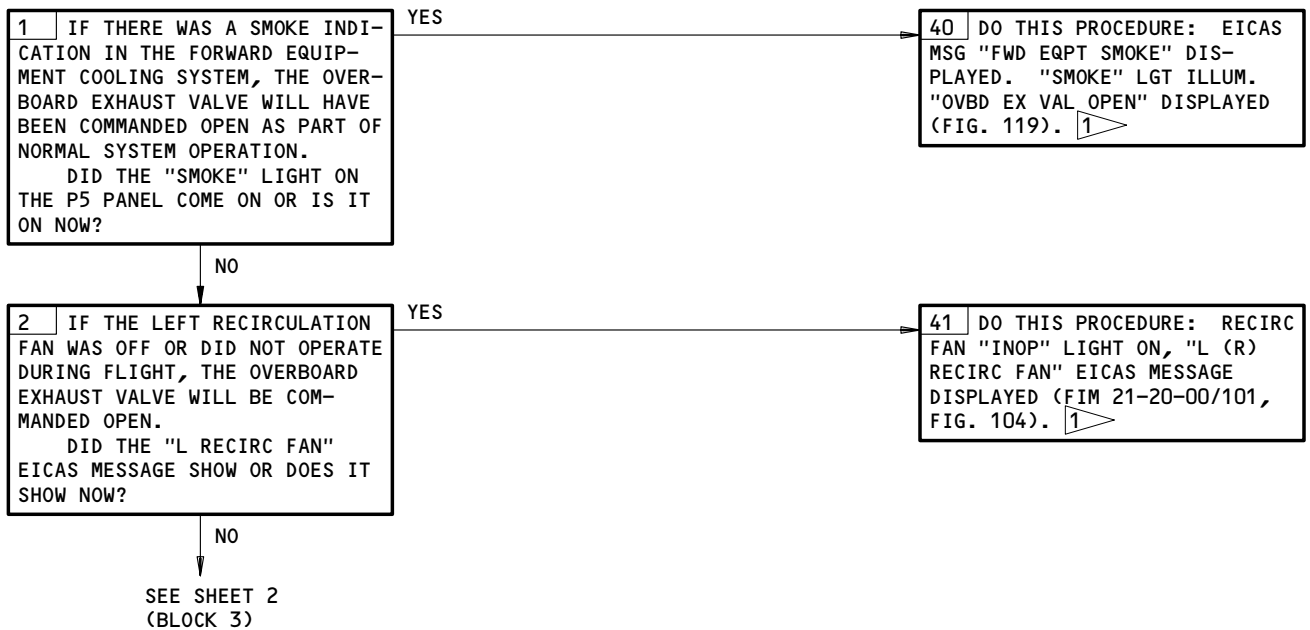 1 IF THERE WAS A SMOKE INDI-
CATION IN THE FORWARD EQUIP-
MENT COOLING SYSTEM, THE OVER-
BOARD EXHAUST VALVE WILL HAVE
BEEN COMMANDED OPEN AS PART OF
NORMAL SYSTEM OPERATION.
DID THE "SMOKE" LIGHT ON
THE P5 PANEL COME ON OR IS IT
ON NOW?
YES
40 DO THIS PROCEDURE: EICAS
MSG "FWD EQPT SMOKE" DIS-
PLAYED. "SMOKE" LGT ILLUM.
"OVBD EX VAL OPEN" DISPLAYED
(FIG. 119). 1
NO
2 IF THE LEFT RECIRCULATION
FAN WAS OFF OR DID NOT OPERATE
DURING FLIGHT, THE OVERBOARD
EXHAUST VALVE WILL BE COM-
MANDED OPEN.
DID THE "L RECIRC FAN"
EICAS MESSAGE SHOW OR DOES IT
SHOW NOW?
YES
41 DO THIS PROCEDURE: RECIRC
FAN "INOP" LIGHT ON, "L (R)
RECIRC FAN" EICAS MESSAGE
DISPLAYED (FIM 21-20-00/101,
FIG. 104). 1
NO
SEE SHEET 2
(BLOCK 3)